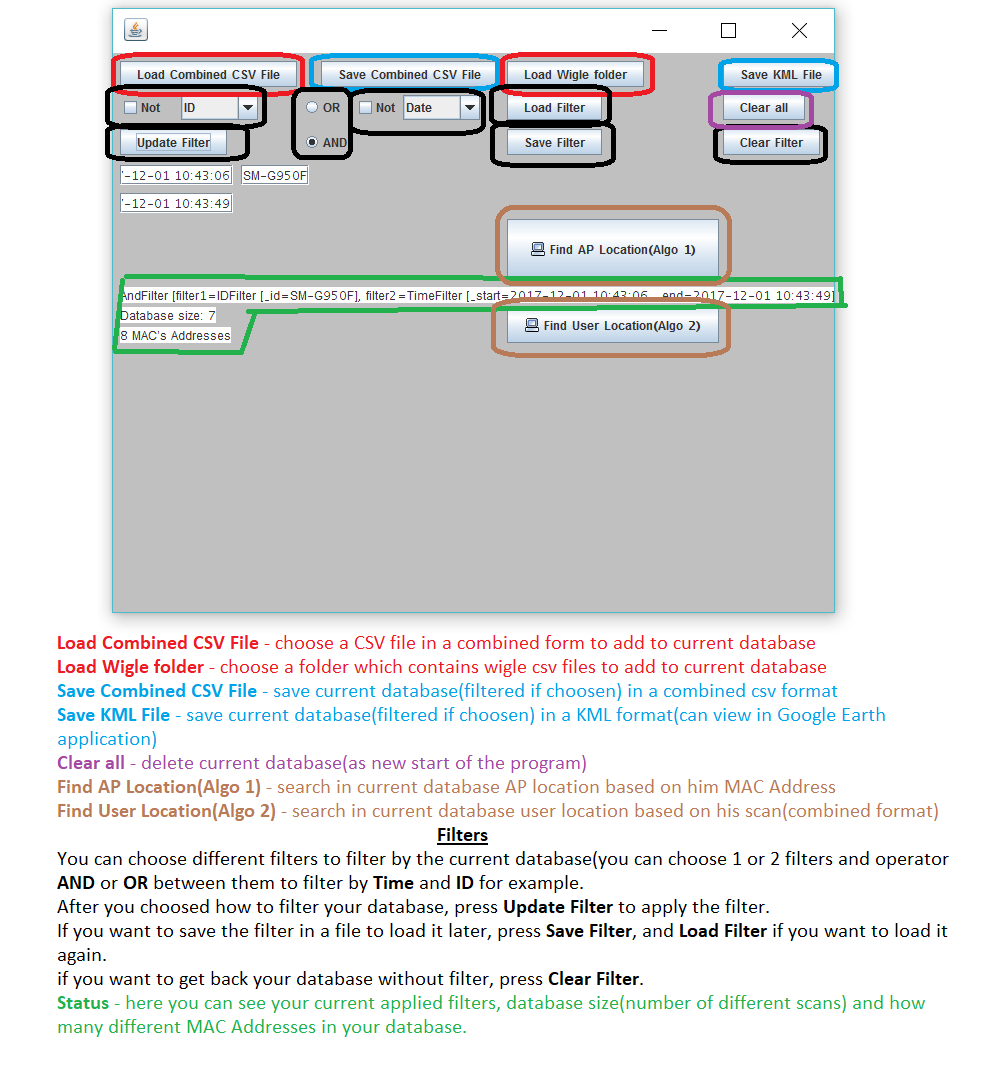 Load Combined CSV File Save Combined CSV File Load Wigle folder Save KML File
Not ID OR Not Date Load Filter Clear all
Update Filter AND Save Filter Clear Filter
'-12-01 10:43:06 SM-G950F
'-12-01 10:43:49
Find AP Location(Algo 1)
AndFilter [filter1=IDFilter [_id=SM-G950F], filter2=TimeFilter [_start=2017-12-01 10:43:06, _end=2017-12-01 10:43:49]
Database size: 7
Find User Location(Algo 2)
8 MAC's Addresses
Load Combined CSV File - choose a CSV file in a combined form to add to current database
Load Wigle folder - choose a folder which contains wigle csv files to add to current database
Save Combined CSV File - save current database(filtered if choosen) in a combined csv format
Save KML File - save current database(filtered if choosen) in a KML format(can view in Google Earth
application)
Clear all - delete current database(as new start of the program)
Find AP Location(Algo 1) - search in current database AP location based on him MAC Address
Find User Location(Algo 2) - search in current database user location based on his scan(combined format)
Filters
You can choose different filters to filter by the current database(you can choose 1 or 2 filters and operator
AND or OR between them to filter by Time and ID for example.
After you choosed how to filter your database, press Update Filter to apply the filter.
If you want to save the filter in a file to load it later, press Save Filter, and Load Filter if you want to load it
again.
if you want to get back your database without filter, press Clear Filter.
Status - here you can see your current applied filters, database size(number of different scans) and how
many different MAC Addresses in your database.